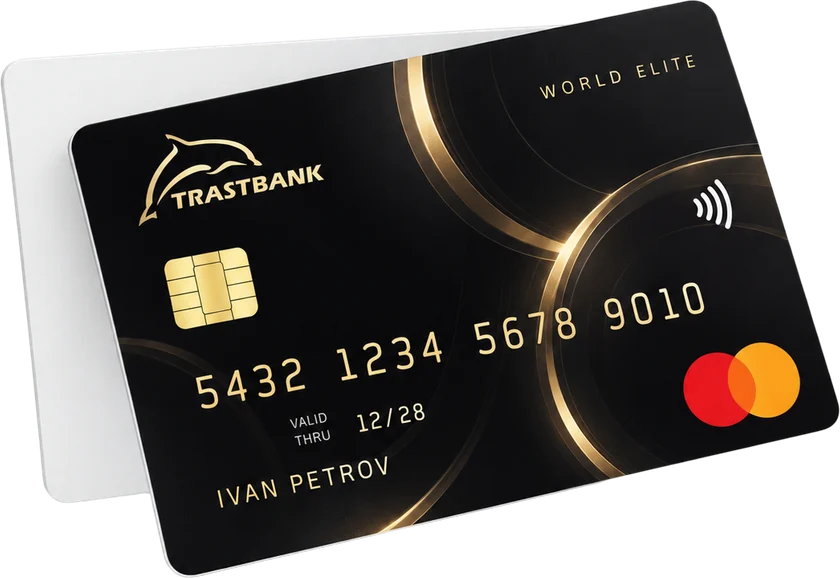 WORLD ELITE
TRASTBANK
5432 1234 5678 9010
VALID
THRU
12/28
IVAN PETROV